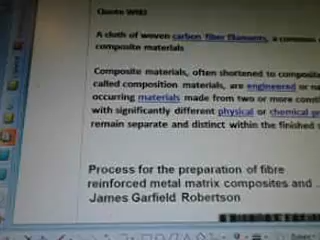 Quote WIKI
A cloth of woven carbon fiber filaments, a common
composite materials
Composite materials, often shortened to composite
called composition materials, are engineered or
occurring materials made from two or more
with significantly different physical or chemical
remain separate and distinct within the finished
Process for the preparation of fibre
reinforced metal matrix composites and ...
James Garfield Robertson